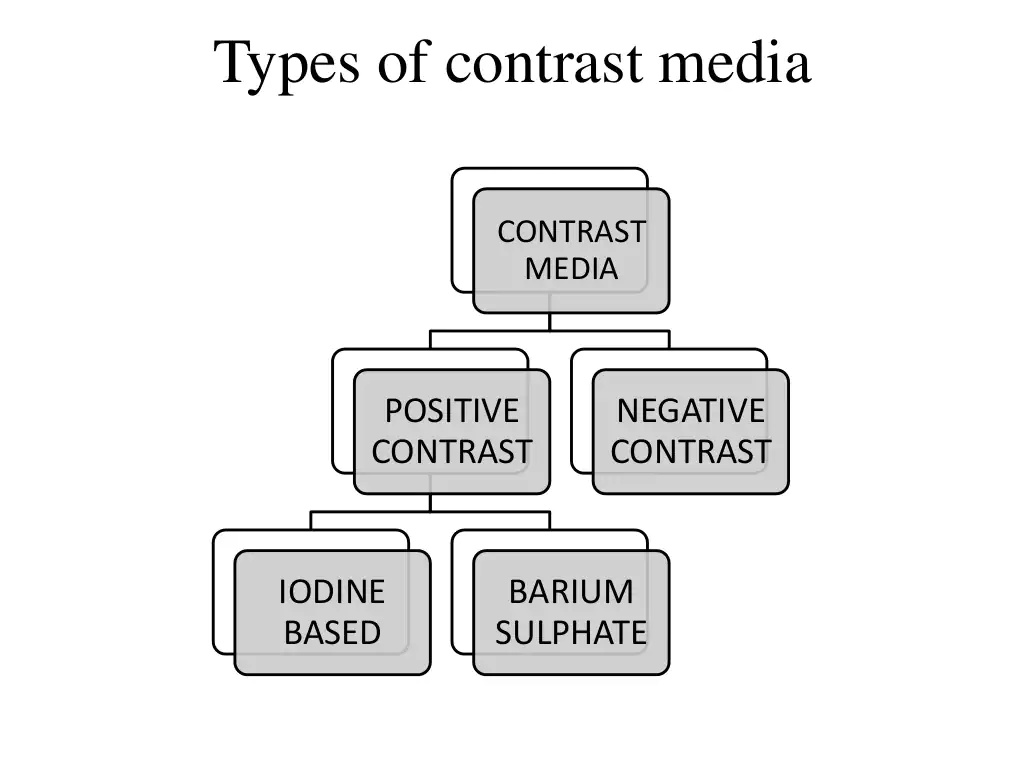 Types of contrast media
CONTRAST
MEDIA
POSITIVE
CONTRAST
NEGATIVE
CONTRAST
IODINE
BASED
BARIUM
SULPHATE